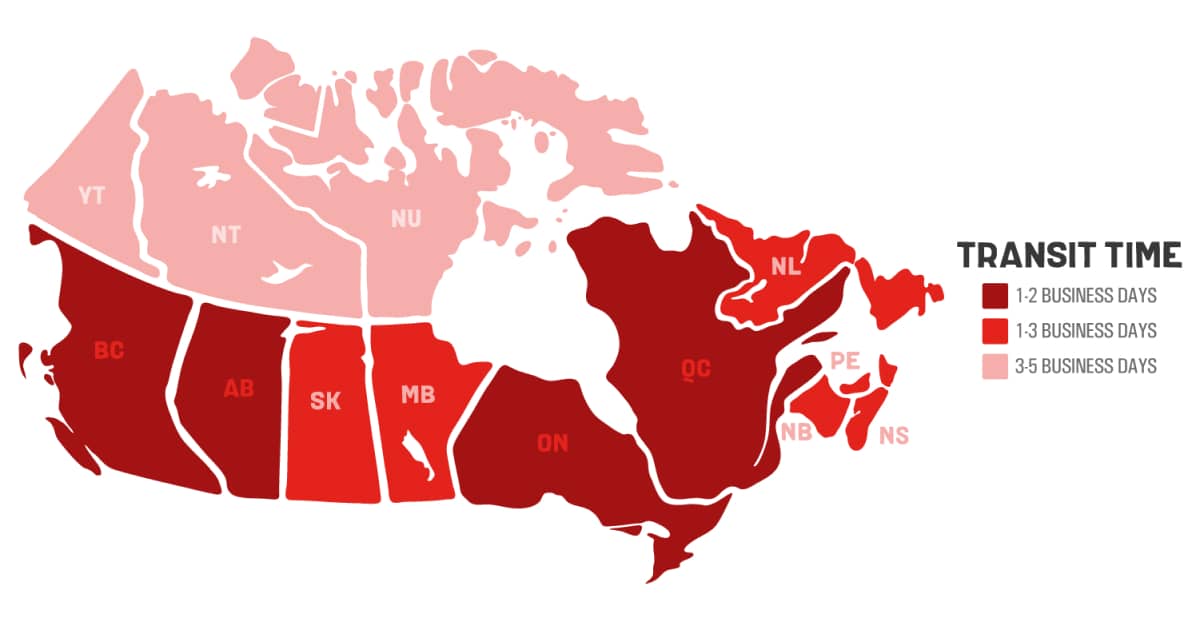 YT
NT
NU
BC
AB
SK
MB
ON
QC
NL
PE
NB
NS
TRANSIT TIME
1-2 BUSINESS DAYS
1-3 BUSINESS DAYS
3-5 BUSINESS DAYS